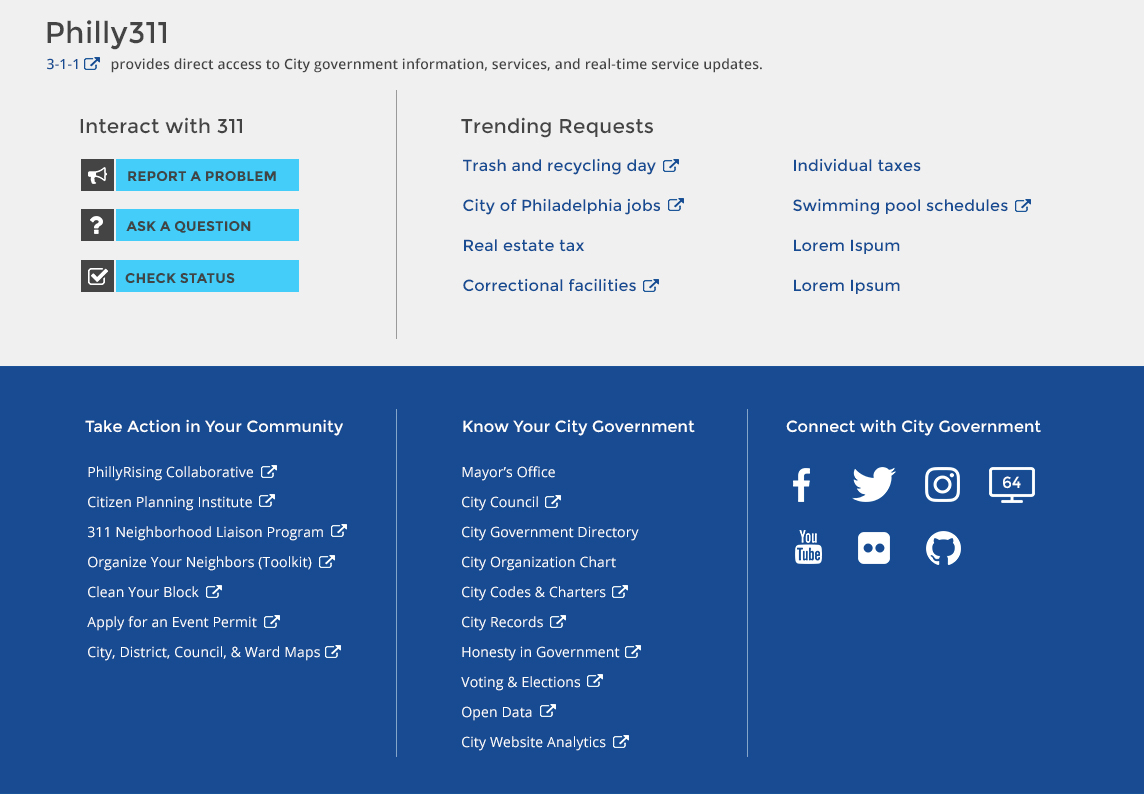 Philly311
3-1-1 provides direct access to City government information, services, and real-time service updates.
Interact with 311
REPORT A PROBLEM
ASK A QUESTION
CHECK STATUS
Trending Requests
Trash and recycling day
City of Philadelphia jobs
Real estate tax
Correctional facilities
Individual taxes
Swimming pool schedules
Lorem Ispum
Lorem Ipsum
Take Action in Your Community
PhillyRising Collaborative
Citizen Planning Institute
311 Neighborhood Liaison Program
Organize Your Neighbors (Toolkit)
Clean Your Block
Apply for an Event Permit
City, District, Council, & Ward Maps
Know Your City Government
Mayor’s Office
City Council
City Government Directory
City Organization Chart
City Codes & Charters
City Records
Honesty in Government
Voting & Elections
Open Data
City Website Analytics
Connect with City Government
64
You
Tube